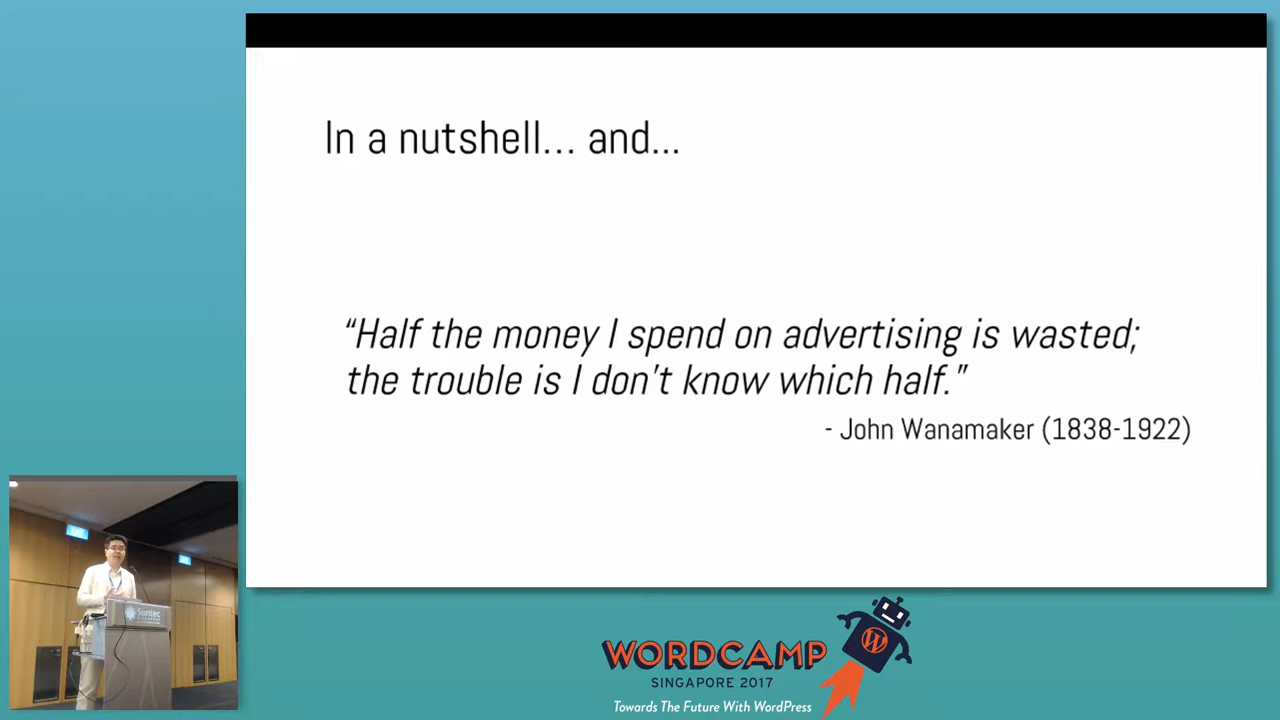 In a nutshell... and...
“Half the money I spend on advertising is wasted;
the trouble is I don't know which half.”
- John Wanamaker (1838-1922)
Suntec
WORDCAMP
SINGAPORE 2017
Towards The Future With WordPress